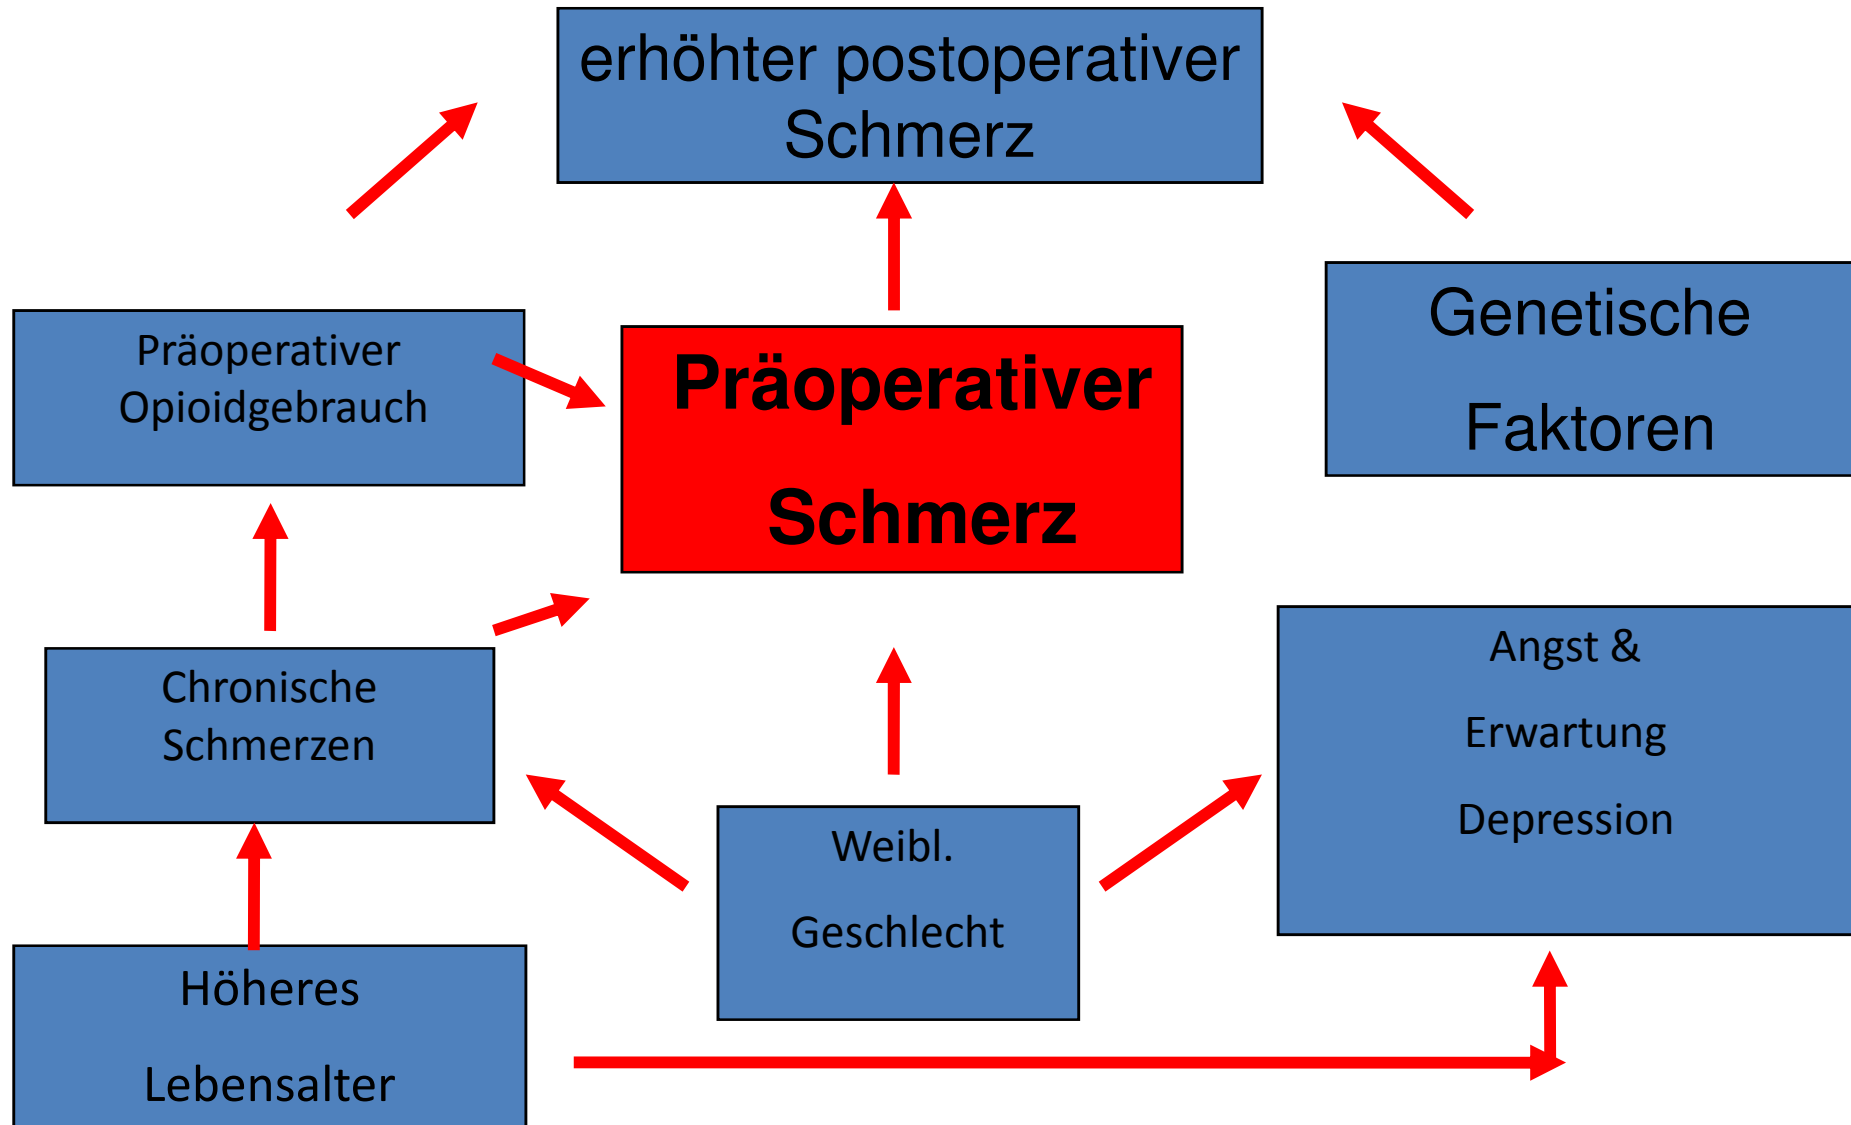 erhöhter postoperativer
Schmerz
Präoperativer
Opioidgebrauch
Präoperativer
Schmerz
Genetische
Faktoren
Chronische
Schmerzen
Weibl.
Geschlecht
Angst &
Erwartung
Depression
Höheres
Lebensalter